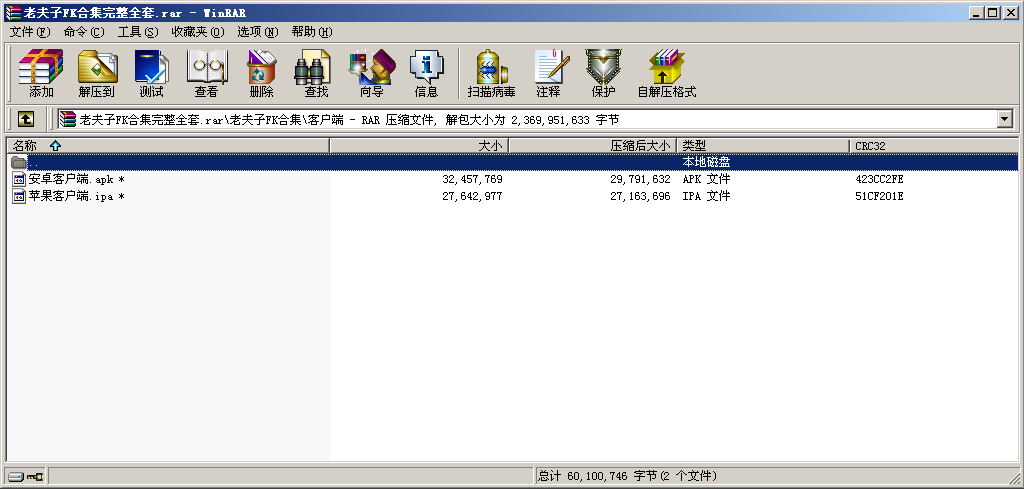 老夫子FK合集完整全套.rar - WinRAR
文件(F) 命令(C) 工具(S) 收藏夹(O) 选项(N) 帮助(H)
添加 解压到 测试 查看 删除 查找 向导 信息 扫描病毒 注释 保护 自解压格式
老夫子FK合集完整全套.rar\老夫子FK合集\客户端 - RAR 压缩文件, 解包大小为 2,369,951,633 字节
名称 大小 压缩后大小 类型 CRC32
.. 本地磁盘
安卓客户端.apk * 32,457,769 29,791,632 APK 文件 423CC2FE
苹果客户端.ipa * 27,642,977 27,163,696 IPA 文件 51CF201E
总计 60,100,746 字节(2 个文件)